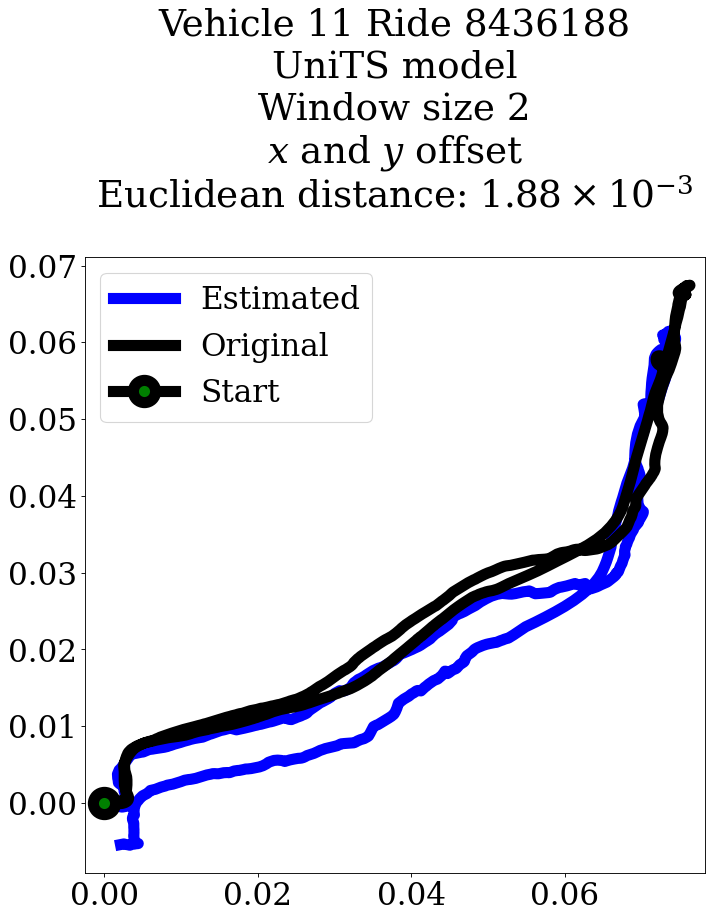 Vehicle 11 Ride 8436188
UniTS model
Window size 2
x and y offset
Euclidean distance: 1.88 × 10⁻³
0.07
0.06
0.05
0.04
0.03
0.02
0.01
0.00
Estimated
Original
Start
0.00 0.02 0.04 0.06